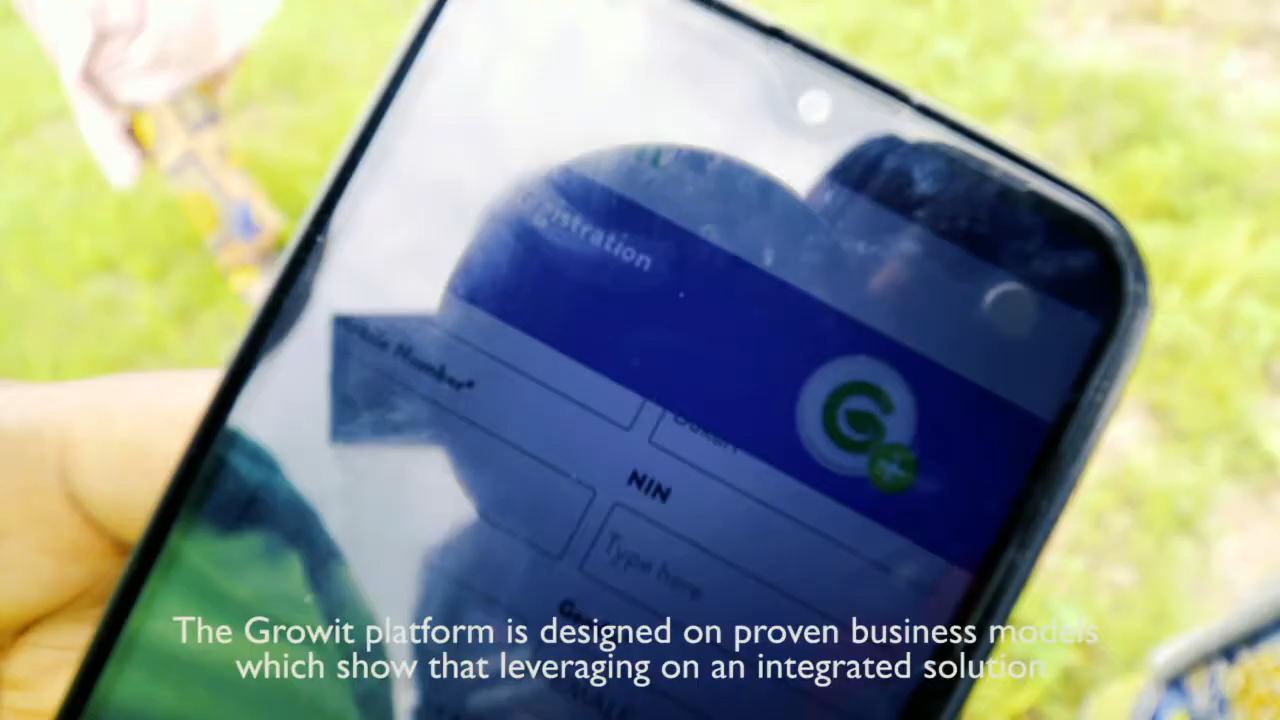 Registration
Number*
NIN
Type here
The Growit platform is designed on proven business models
which show that leveraging on an integrated solution